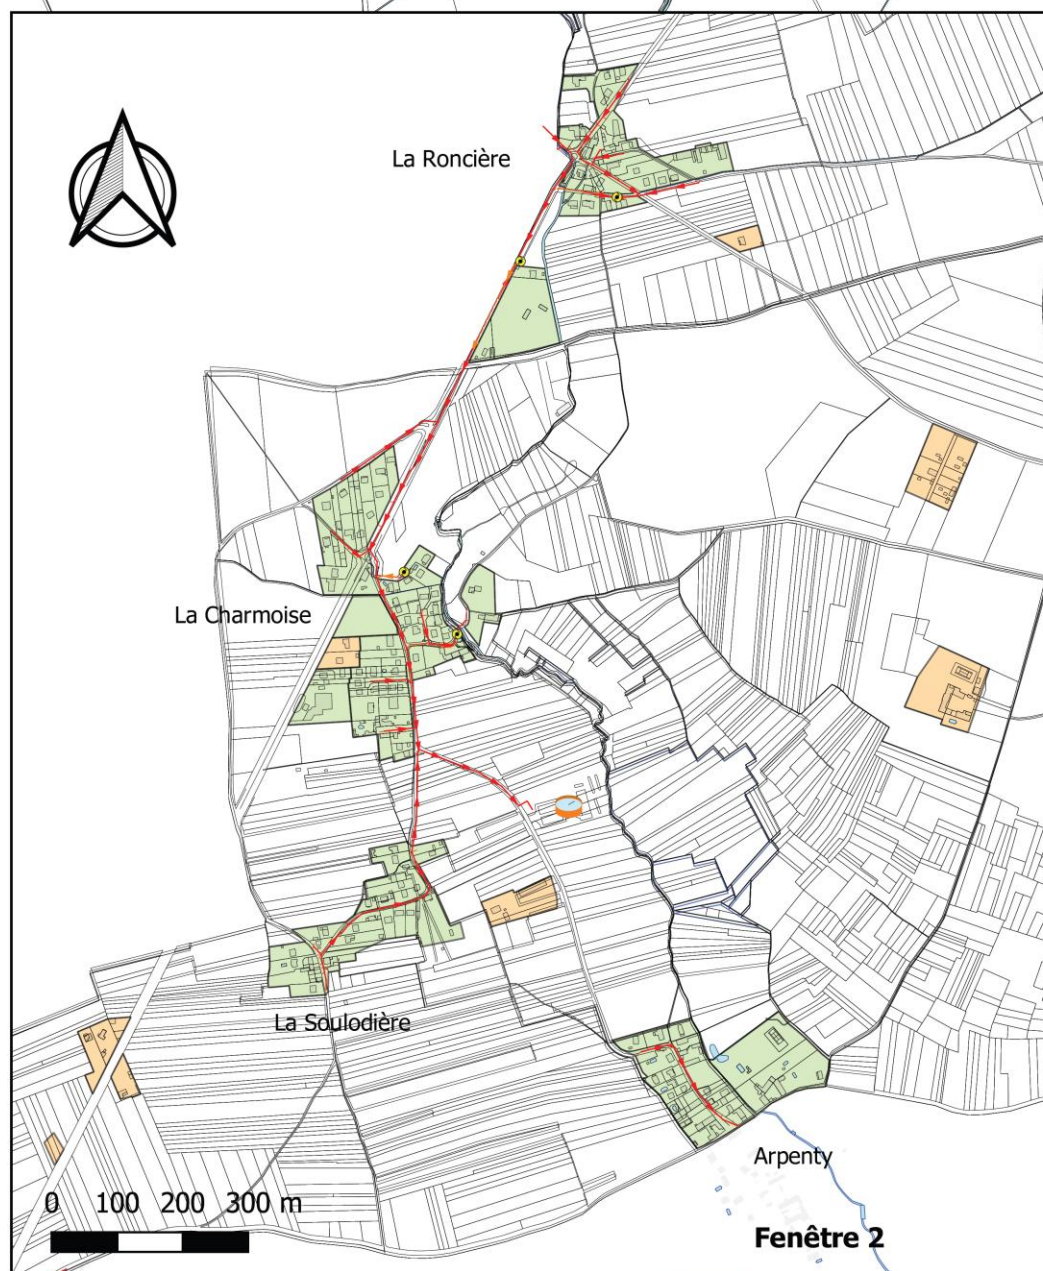 La Roncière
La Charmoise
La Soulodière
Arpenty
0 100 200 300 m
Fenêtre 2